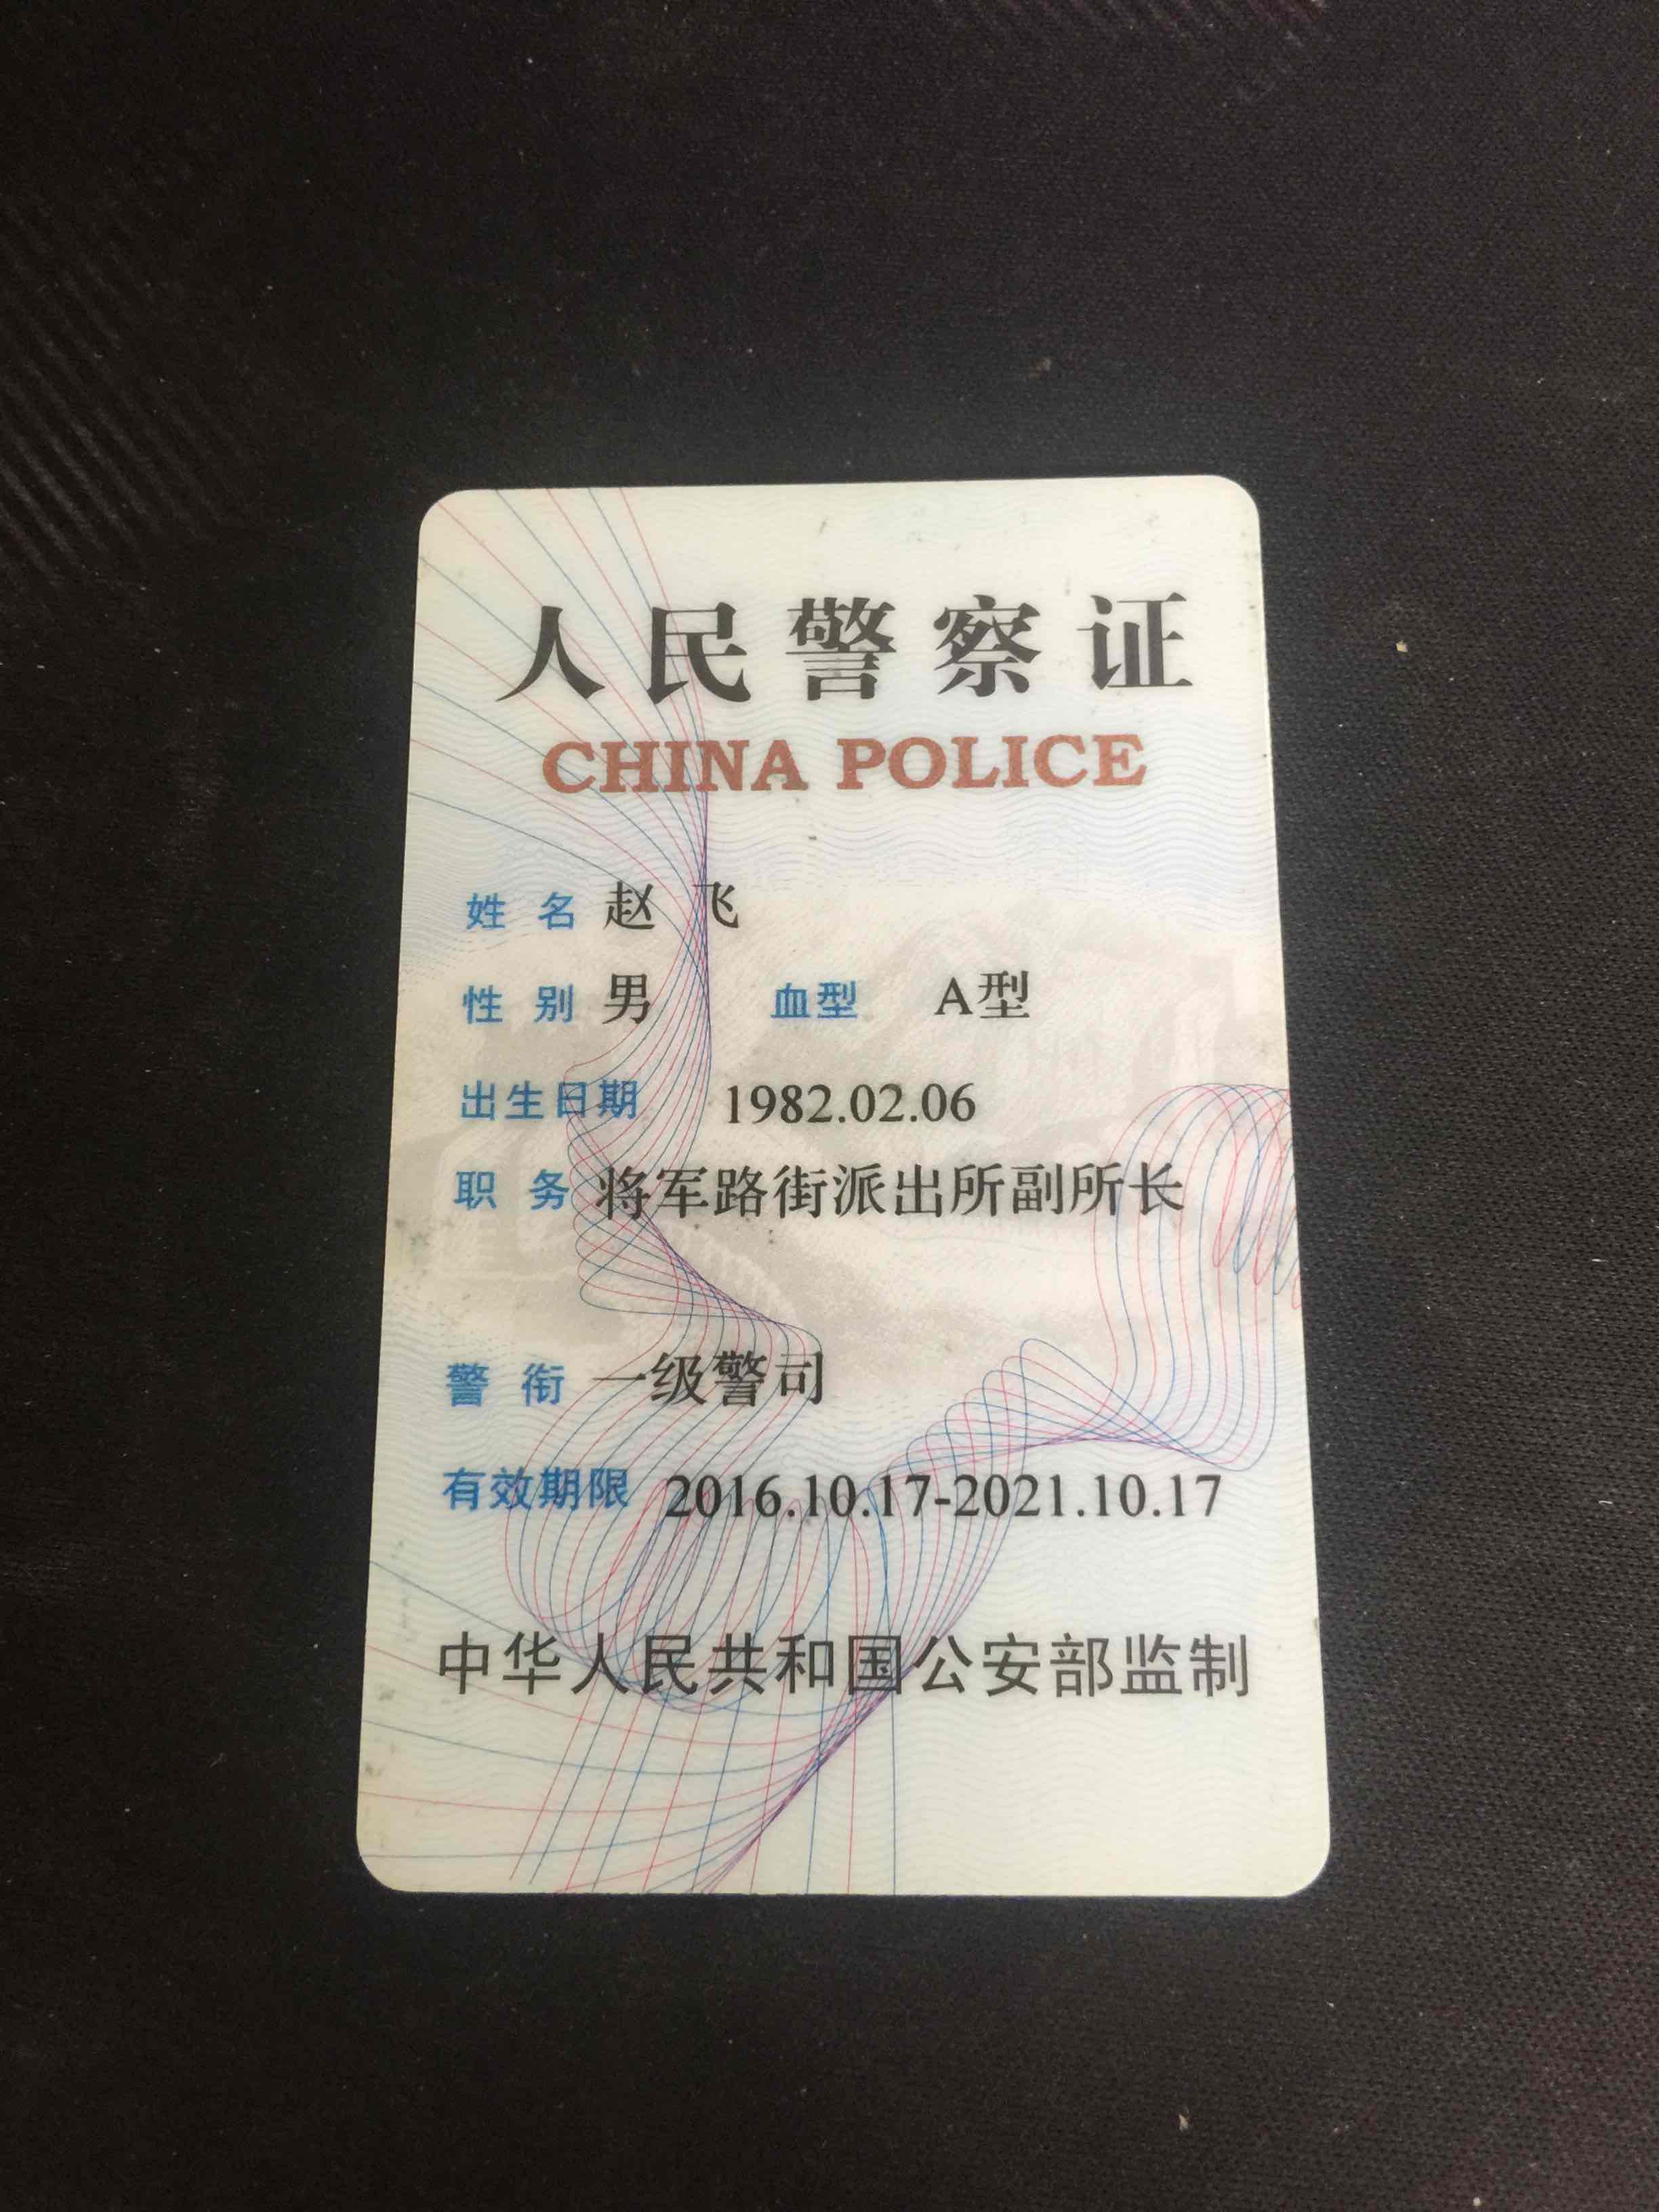 人民警察证
CHINA POLICE
姓名 赵飞
性别 男 血型 A型
出生日期 1982.02.06
职务 将军路街派出所副所长
警衔 一级警司
有效期限 2016.10.17-2021.10.17
中华人民共和国公安部监制